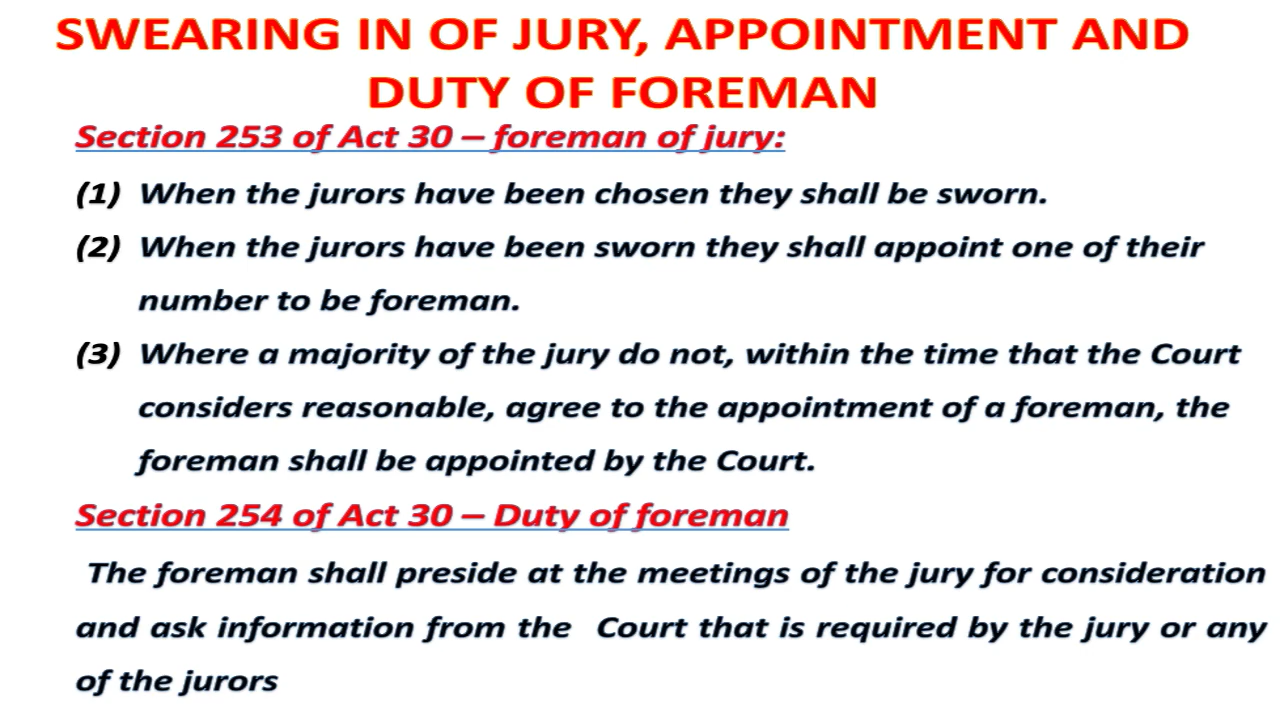 SWEARING IN OF JURY, APPOINTMENT AND
DUTY OF FOREMAN
Section 253 of Act 30 – foreman of jury:
(1) When the jurors have been chosen they shall be sworn.
(2) When the jurors have been sworn they shall appoint one of their
number to be foreman.
(3) Where a majority of the jury do not, within the time that the Court
considers reasonable, agree to the appointment of a foreman, the
foreman shall be appointed by the Court.
Section 254 of Act 30 – Duty of foreman
The foreman shall preside at the meetings of the jury for consideration
and ask information from the Court that is required by the jury or any
of the jurors